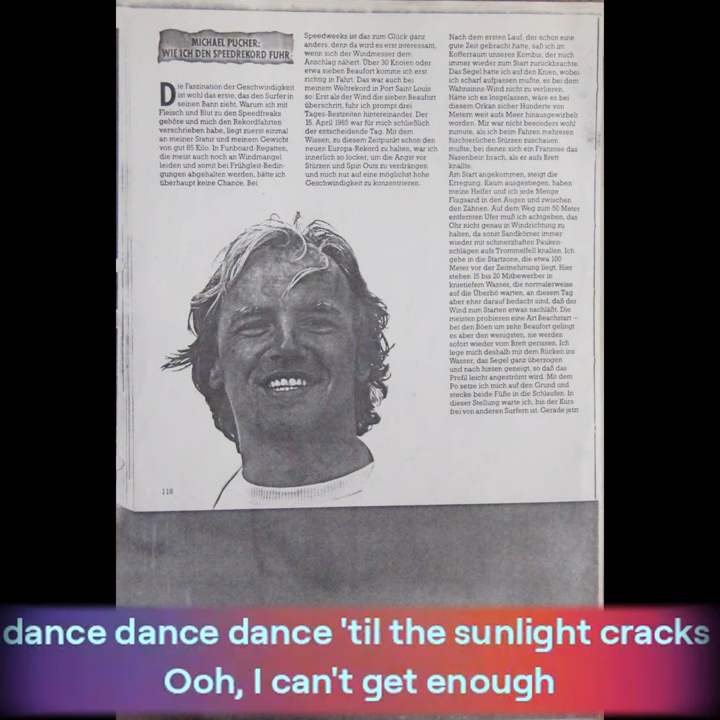 MICHAEL PUCHER:
WIE ICH DEN SPEEDREKORD FUHR
Die Faszination der Geschwindigkeit
ist wohl das erste, das den Surfer in
seinen Bann zieht. Warum ich mit
Fleisch und Blut zu den Speedfreaks
gehöre und mich den Rekordfahrten
verschrieben habe, liegt zuerst einmal
an meiner Statur und meinem Gewicht
von gut 85 Kilo. In Funboard-Regatten,
die meist auch noch an Windmangel
leiden und somit bei Frühgleit-Bedin-
gungen abgehalten werden, hätte ich
überhaupt keine Chance. Bei
Speedweeks ist das zum Glück ganz
anders, denn da wird es erst interessant,
wenn sich der Windmesser dem
Anschlag nähert. Über 30 Knoten oder
etwa sieben Beaufort komme ich erst
richtig in Fahrt. Das war auch bei
meinem Weltrekord in Port Saint Louis
so: Erst als der Wind die sieben Beaufort
überschritt, fuhr ich prompt drei
Tages-Bestzeiten hintereinander. Der
15. April 1985 war für mich schließlich
der entscheidende Tag. Mit dem
Wissen, zu diesem Zeitpunkt schon den
neuen Europa-Rekord zu halten, war ich
innerlich so locker, um die Angst vor
Stürzen und Spin Outs zu verdrängen
und mich nur auf eine möglichst hohe
Geschwindigkeit zu konzentrieren.
Nach dem ersten Lauf, der schon eine
gute Zeit gebracht hatte, saß ich im
Kofferraum unseres Kombis, der mich
immer wieder zum Start zurückbrachte.
Das Segel hatte ich auf den Knien, wobei
ich scharf aufpassen mußte, es bei dem
Wahnsinns-Wind nicht zu verlieren.
Hätte ich es losgelassen, wäre es bei
diesem Orkan sicher Hunderte von
Metern weit aufs Meer hinausgewirbelt
worden. Mir war nicht besonders wohl
zumute, als ich beim Fahren mehreren
fürchterlichen Stürzen zuschauen
mußte, bei denen sich ein Franzose das
Nasenbein brach, als er aufs Brett
knallte.
Am Start angekommen, steigt die
Erregung. Kaum ausgestiegen, haben
meine Helfer und ich jede Menge
Flugsand in den Augen und zwischen
den Zähnen. Auf dem Weg zum 50 Meter
entfernten Ufer muß ich achtgeben, das
Ohr nicht genau in Windrichtung zu
halten, da sonst Sandkörner immer
wieder mit schmerzhaften Pauken-
schlägen aufs Trommelfell knallen. Ich
gehe in die Startzone, die etwa 100
Meter vor der Zeitnehmung liegt. Hier
stehen 15 bis 20 Mitbewerber in
knietiefem Wasser, die normalerweise
auf die Überbö warten, an diesem Tag
aber eher darauf bedacht sind, daß der
Wind zum Starten etwas nachläßt. Die
meisten probieren eine Art Beachstart –
bei den Böen um zehn Beaufort gelingt
es aber den wenigsten, sie werden
sofort wieder vom Brett gerissen. Ich
lege mich deshalb mit dem Rücken ins
Wasser, das Segel ganz überzogen
und nach hinten geneigt, so daß das
Profil leicht angeströmt wird. Mit dem
Po setze ich mich auf den Grund und
stecke beide Füße in die Schlaufen. In
dieser Stellung warte ich, bis der Kurs
frei von anderen Surfern ist. Gerade jetzt
118
dance dance dance 'til the sunlight cracks
Ooh, I can't get enough